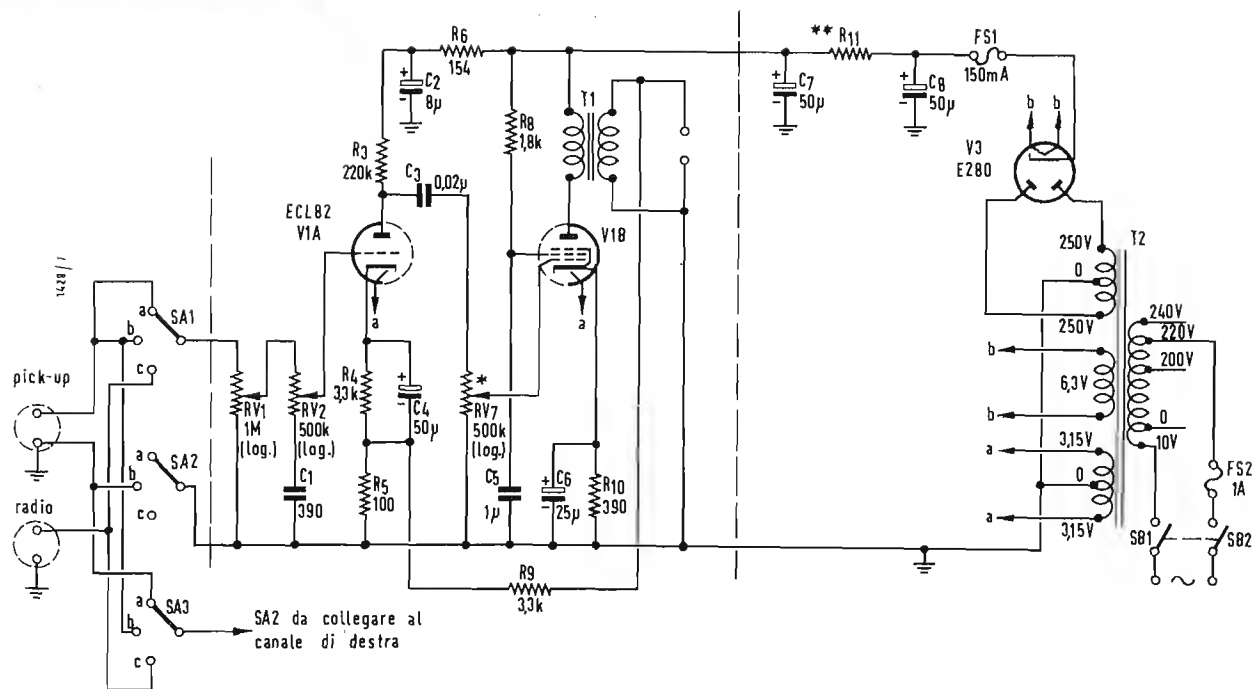 R6
154
** R11
FS1
150mA
+ C2
- 8µ
R8
1,8k
T1
+ C7
- 50µ
+ C8
- 50µ
b b
V3
E280
R3
220k
C3
0,02µ
ECL82
V1A
V1B
a
a
T2
250V
0
250V
240V
220V
200V
0
10V
b
6,3V
b
a
3,15V
0
a
3,15V
FS2
1A
SB1
SB2
1428/1
a
SA1
b
c
pick-up
RV1
1M
(log.)
RV2
500k
(log.)
R4
3,3k
+
- C4
50µ
*
RV7
500k
(log.)
a
SA2
b
c
C1
390
R5
100
C5
1µ
+ C6
- 25µ
R10
390
radio
R9
3,3k
a
SA3
b
c
SA2 da collegare al
canale di destra